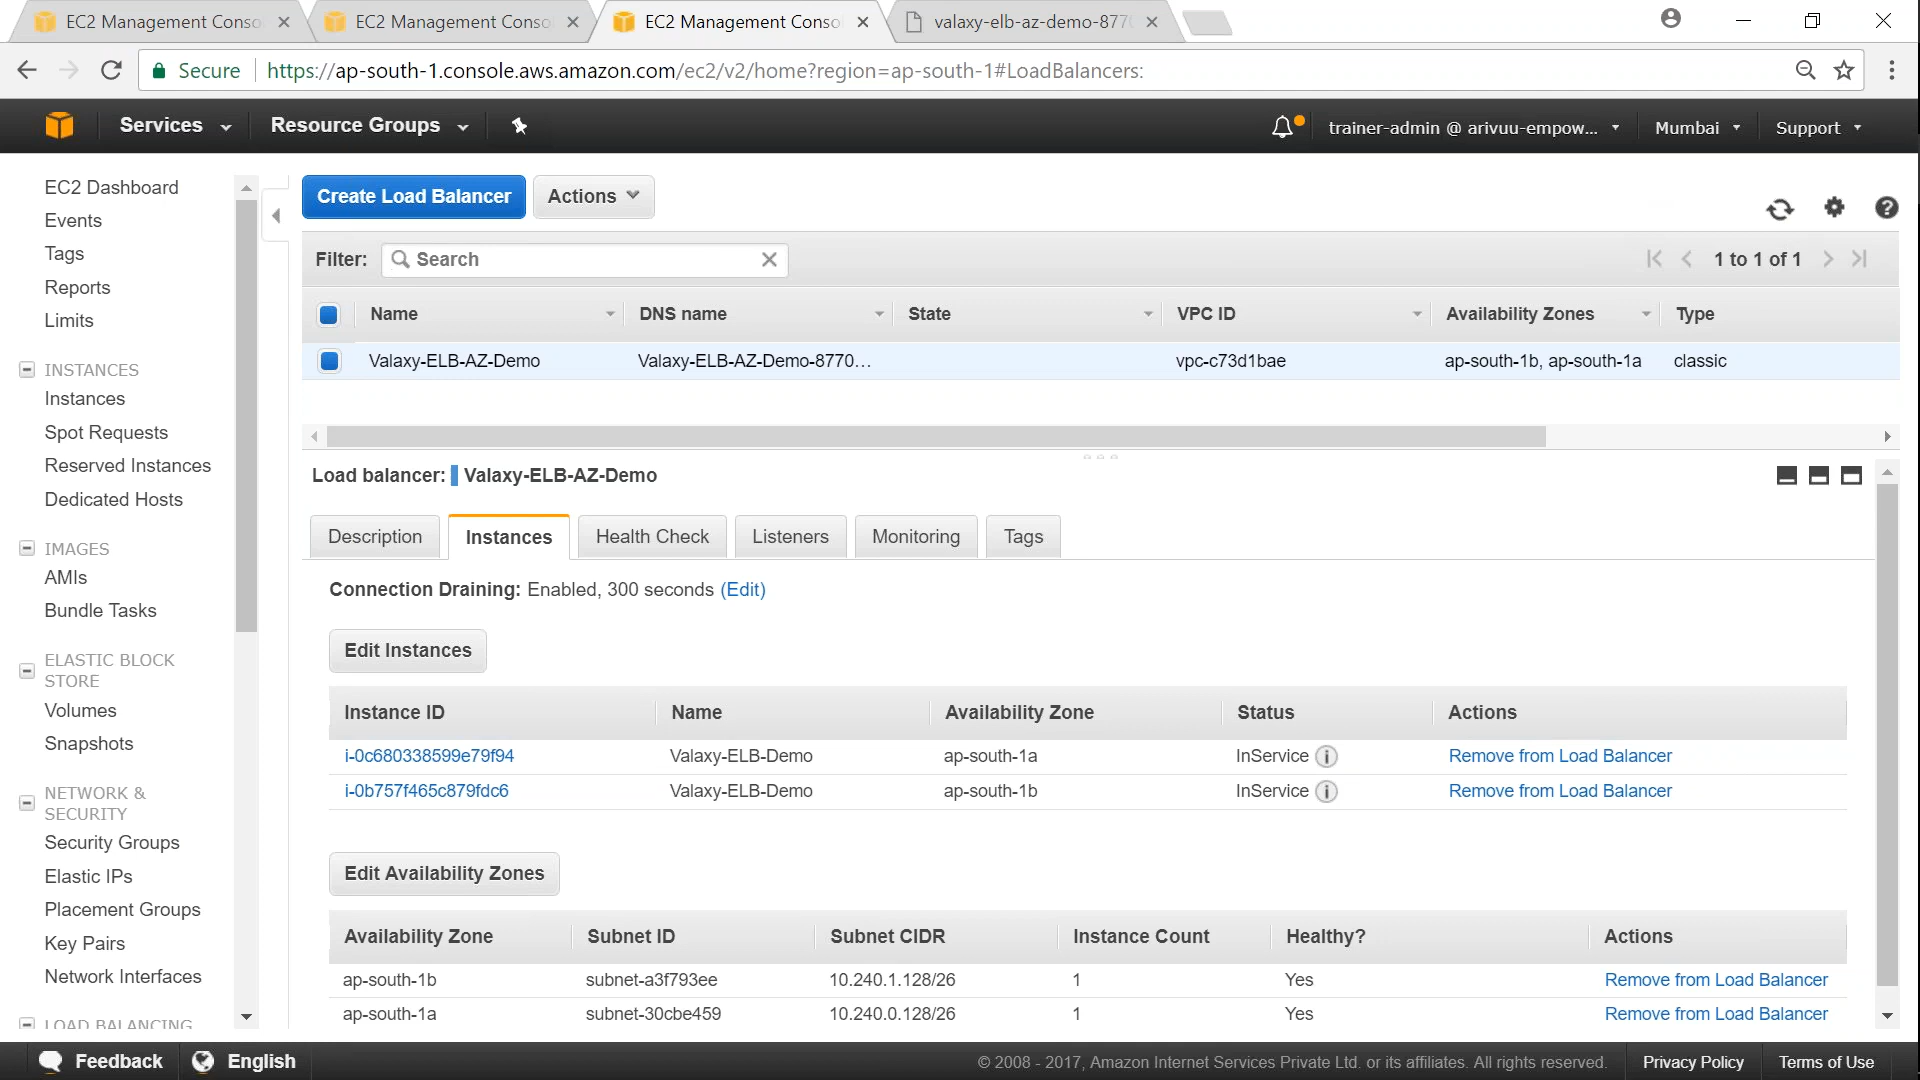 EC2 Management Conso
EC2 Management Conso
EC2 Management Conso
valaxy-elb-az-demo-8770
Secure
https://ap-south-1.console.aws.amazon.com/ec2/v2/home?region=ap-south-1#LoadBalancers:
Services
Resource Groups
trainer-admin @ arivuu-empow...
Mumbai
Support
EC2 Dashboard
Events
Tags
Reports
Limits
INSTANCES
Instances
Spot Requests
Reserved Instances
Dedicated Hosts
IMAGES
AMIs
Bundle Tasks
ELASTIC BLOCK
STORE
Volumes
Snapshots
NETWORK &
SECURITY
Security Groups
Elastic IPs
Placement Groups
Key Pairs
Network Interfaces
LOAD BALANCING
Create Load Balancer
Actions
Filter:
Search
1 to 1 of 1
Name DNS name State VPC ID Availability Zones Type
Valaxy-ELB-AZ-Demo Valaxy-ELB-AZ-Demo-8770... vpc-c73d1bae ap-south-1b, ap-south-1a classic
Load balancer: Valaxy-ELB-AZ-Demo
Description Instances Health Check Listeners Monitoring Tags
Connection Draining: Enabled, 300 seconds (Edit)
Edit Instances
Instance ID Name Availability Zone Status Actions
i-0c680338599e79f94 Valaxy-ELB-Demo ap-south-1a InService Remove from Load Balancer
i-0b757f465c879fdc6 Valaxy-ELB-Demo ap-south-1b InService Remove from Load Balancer
Edit Availability Zones
Availability Zone Subnet ID Subnet CIDR Instance Count Healthy? Actions
ap-south-1b subnet-a3f793ee 10.240.1.128/26 1 Yes Remove from Load Balancer
ap-south-1a subnet-30cbe459 10.240.0.128/26 1 Yes Remove from Load Balancer
Feedback
English
© 2008 - 2017, Amazon Internet Services Private Ltd. or its affiliates. All rights reserved.
Privacy Policy
Terms of Use